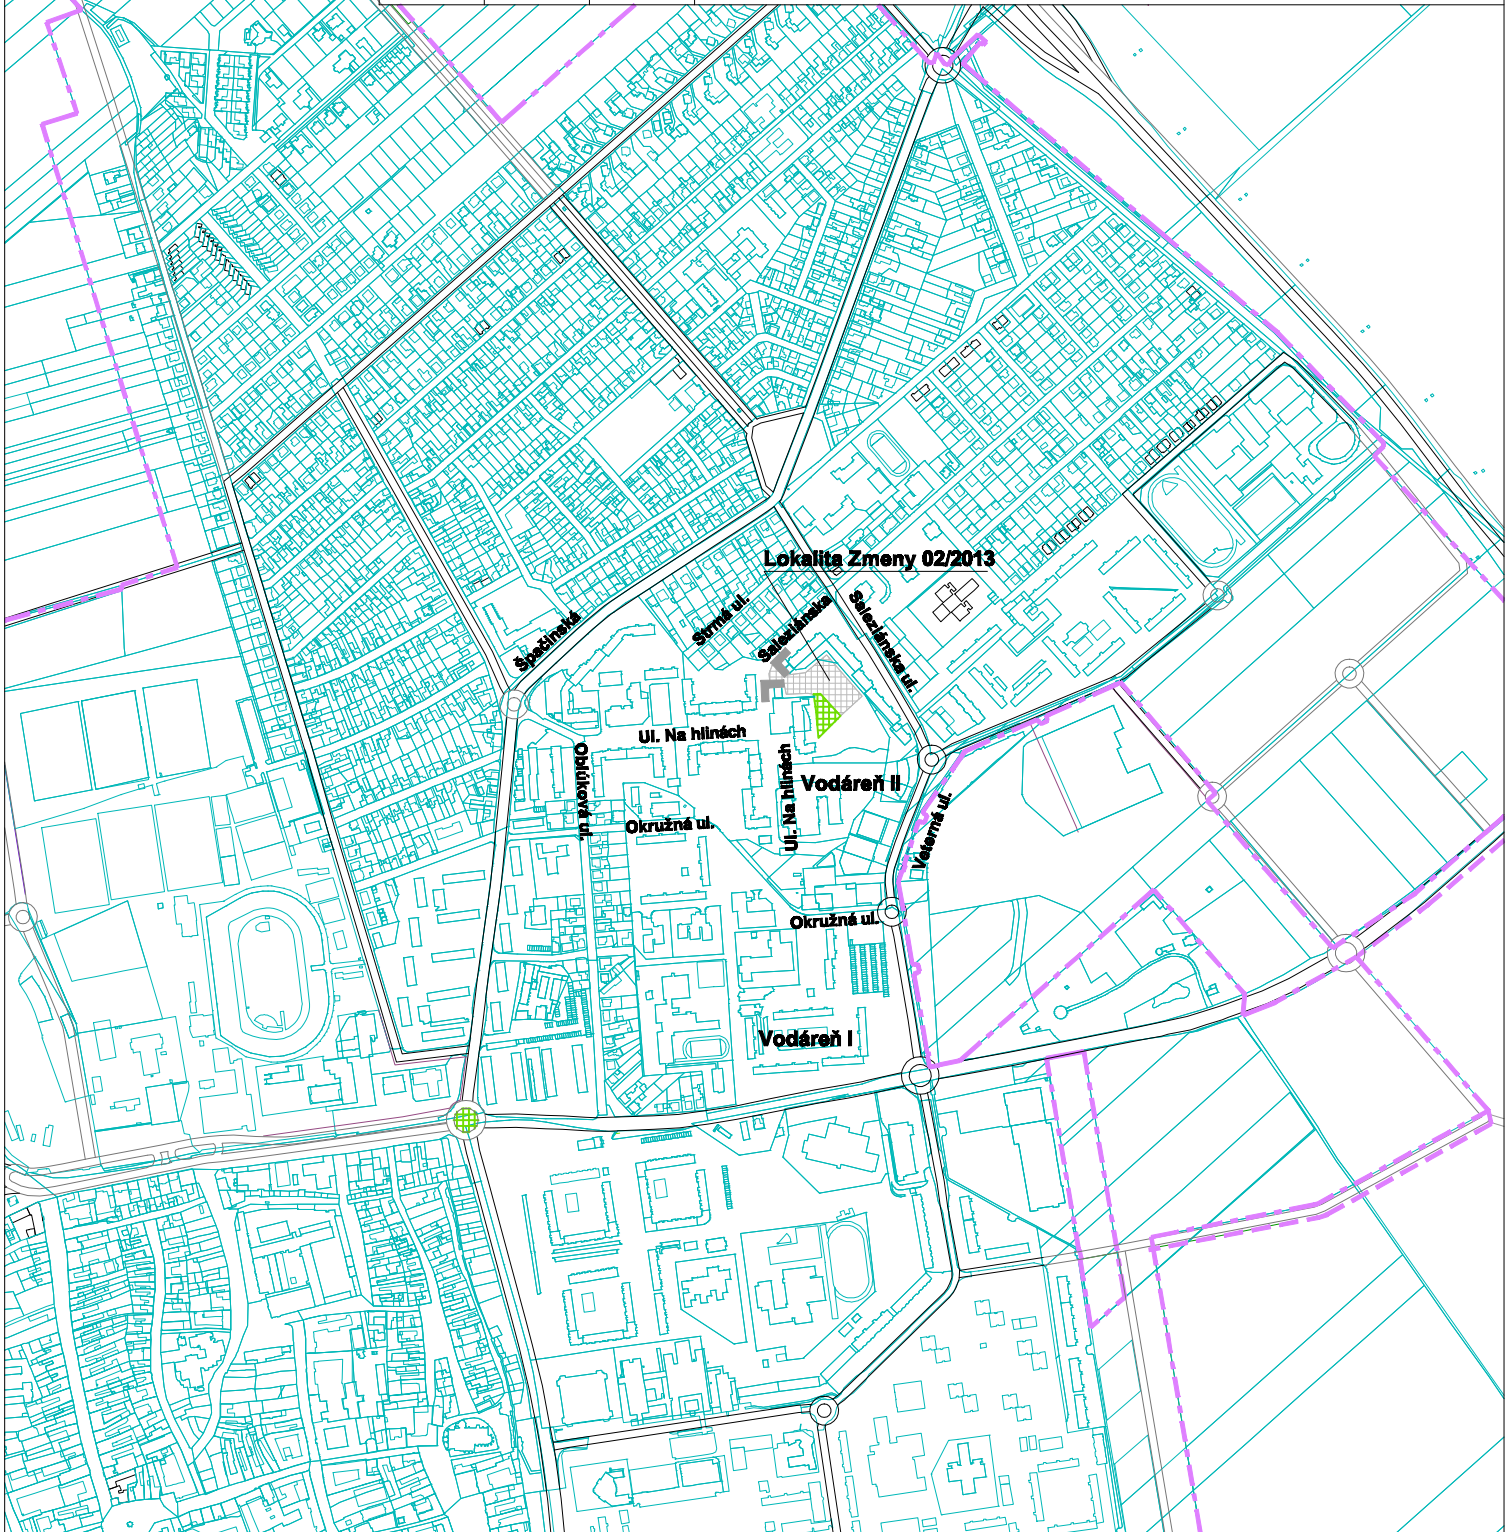 Lokalita Zmeny 02/2013
Strmá ul.
Saleziánska
Saleziánska ul.
Špačinská
Ul. Na hlinách
Oblúková ul.
Ul. Na hlinách
Vodáreň II
Okružná ul.
Veterná ul.
Okružná ul.
Vodáreň I